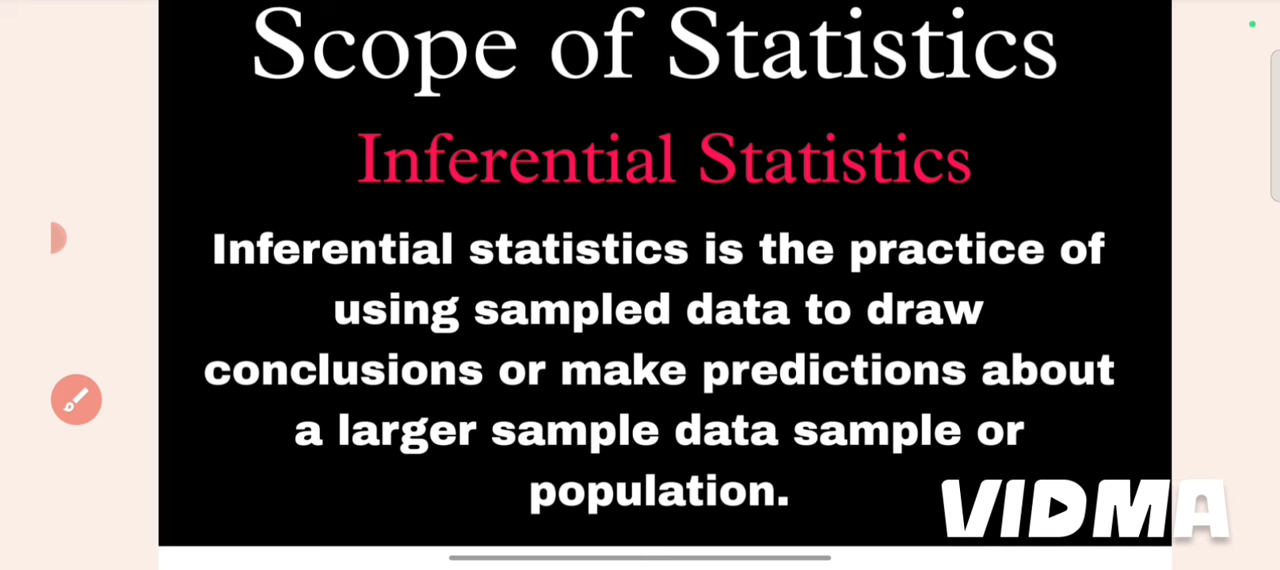 Scope of Statistics
Inferential Statistics
Inferential statistics is the practice of
using sampled data to draw
conclusions or make predictions about
a larger sample data sample or
population.
VIDMA